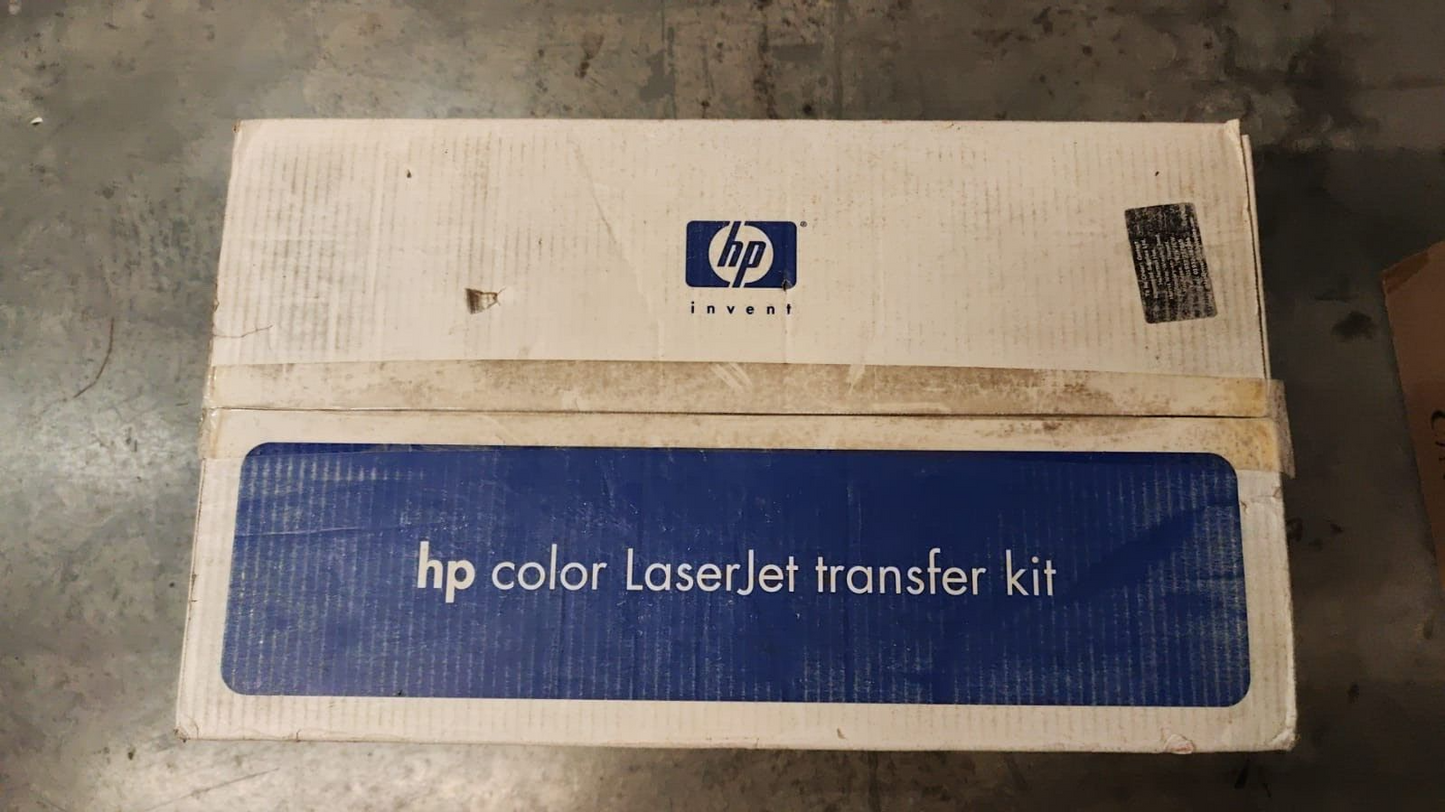 hp®
invent
hp color LaserJet transfer kit